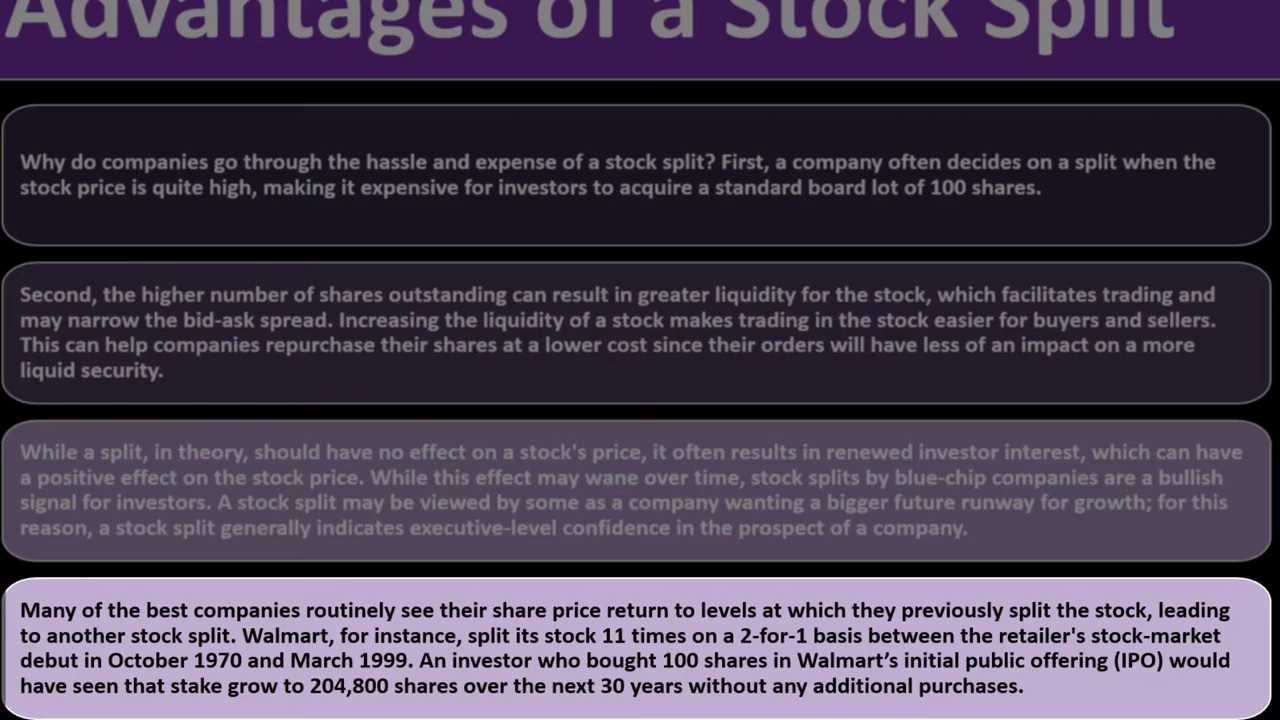 Advantages of a Stock Split
Why do companies go through the hassle and expense of a stock split? First, a company often decides on a split when the
stock price is quite high, making it expensive for investors to acquire a standard board lot of 100 shares.
Second, the higher number of shares outstanding can result in greater liquidity for the stock, which facilitates trading and
may narrow the bid-ask spread. Increasing the liquidity of a stock makes trading in the stock easier for buyers and sellers.
This can help companies repurchase their shares at a lower cost since their orders will have less of an impact on a more
liquid security.
While a split, in theory, should have no effect on a stock's price, it often results in renewed investor interest, which can have
a positive effect on the stock price. While this effect may wane over time, stock splits by blue-chip companies are a bullish
signal for investors. A stock split may be viewed by some as a company wanting a bigger future runway for growth; for this
reason, a stock split generally indicates executive-level confidence in the prospect of a company.
Many of the best companies routinely see their share price return to levels at which they previously split the stock, leading
to another stock split. Walmart, for instance, split its stock 11 times on a 2-for-1 basis between the retailer's stock-market
debut in October 1970 and March 1999. An investor who bought 100 shares in Walmart’s initial public offering (IPO) would
have seen that stake grow to 204,800 shares over the next 30 years without any additional purchases.